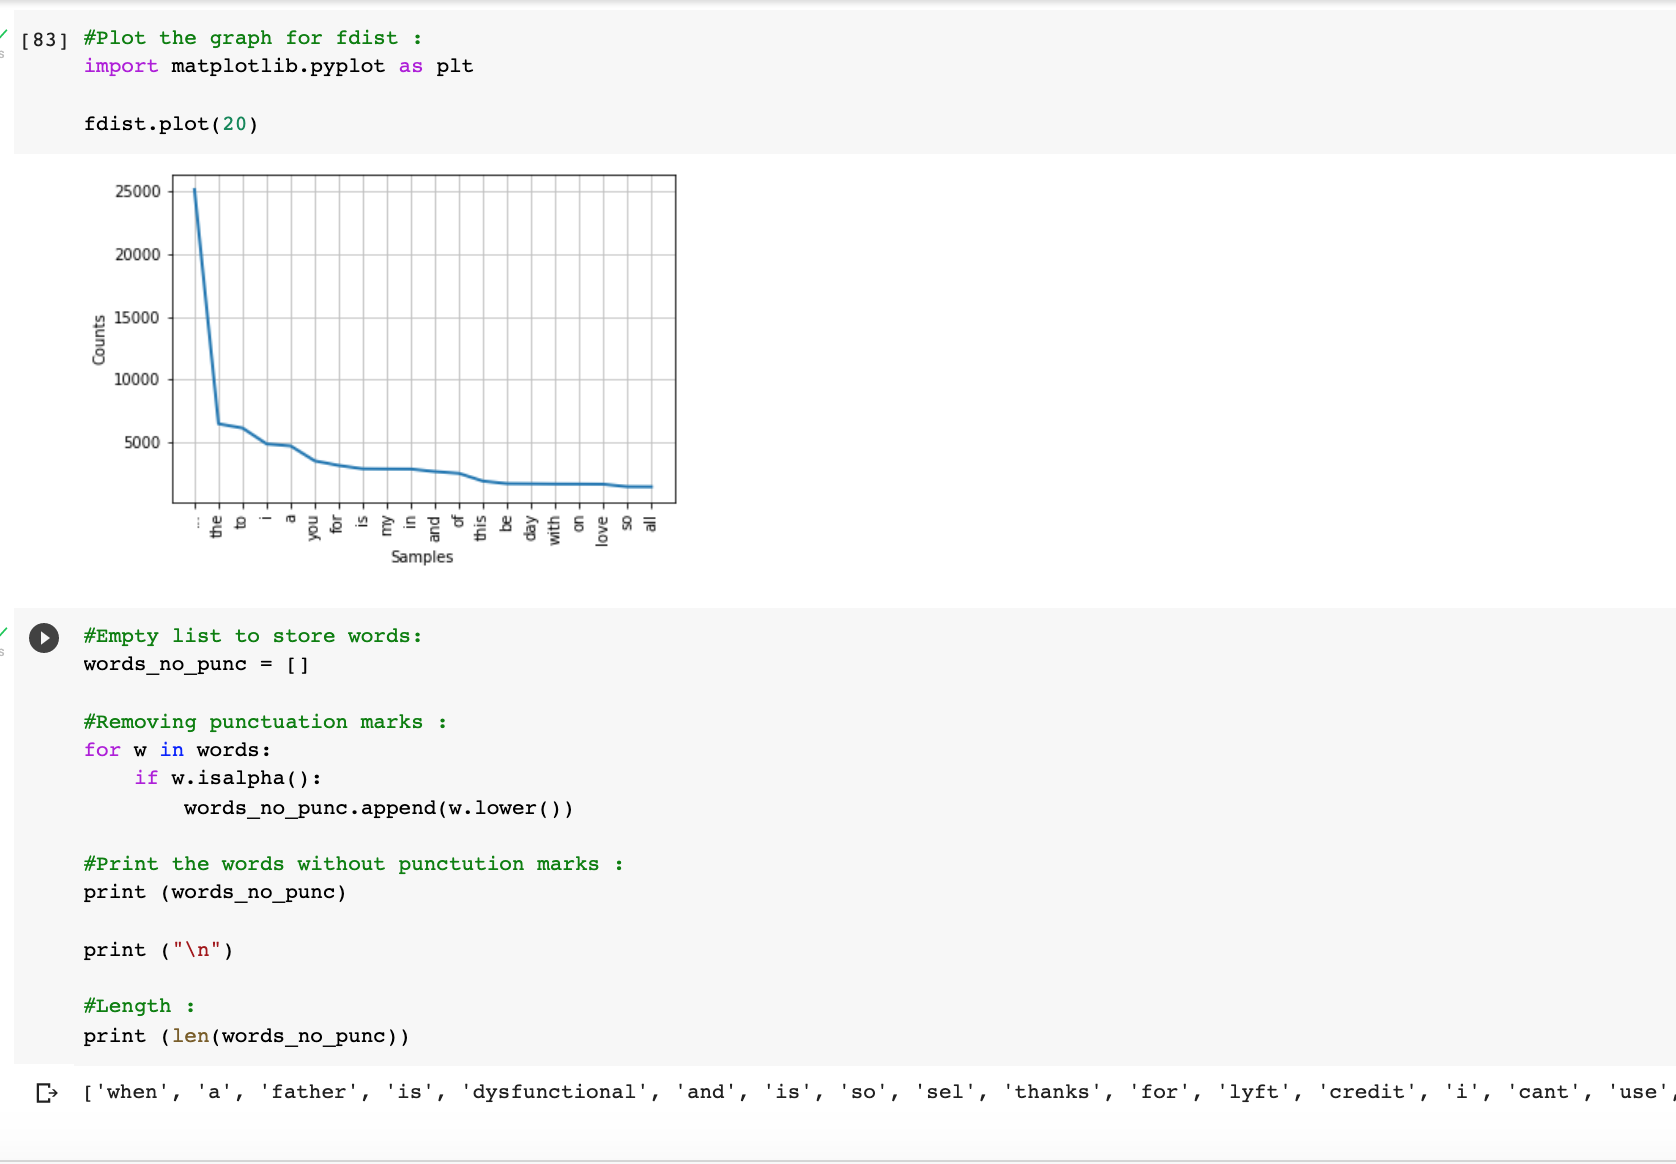 [83] #Plot the graph for fdist :
import matplotlib.pyplot as plt
fdist.plot(20)
25000
20000
15000
10000
5000
Counts
... the to i a you for is my in and of this be day with on love so all
Samples
#Empty list to store words:
words_no_punc = []
#Removing punctuation marks :
for w in words:
if w.isalpha():
words_no_punc.append(w.lower())
#Print the words without punctution marks :
print (words_no_punc)
print ("\n")
#Length :
print (len(words_no_punc))
['when', 'a', 'father', 'is', 'dysfunctional', 'and', 'is', 'so', 'sel', 'thanks', 'for', 'lyft', 'credit', 'i', 'cant', 'use',